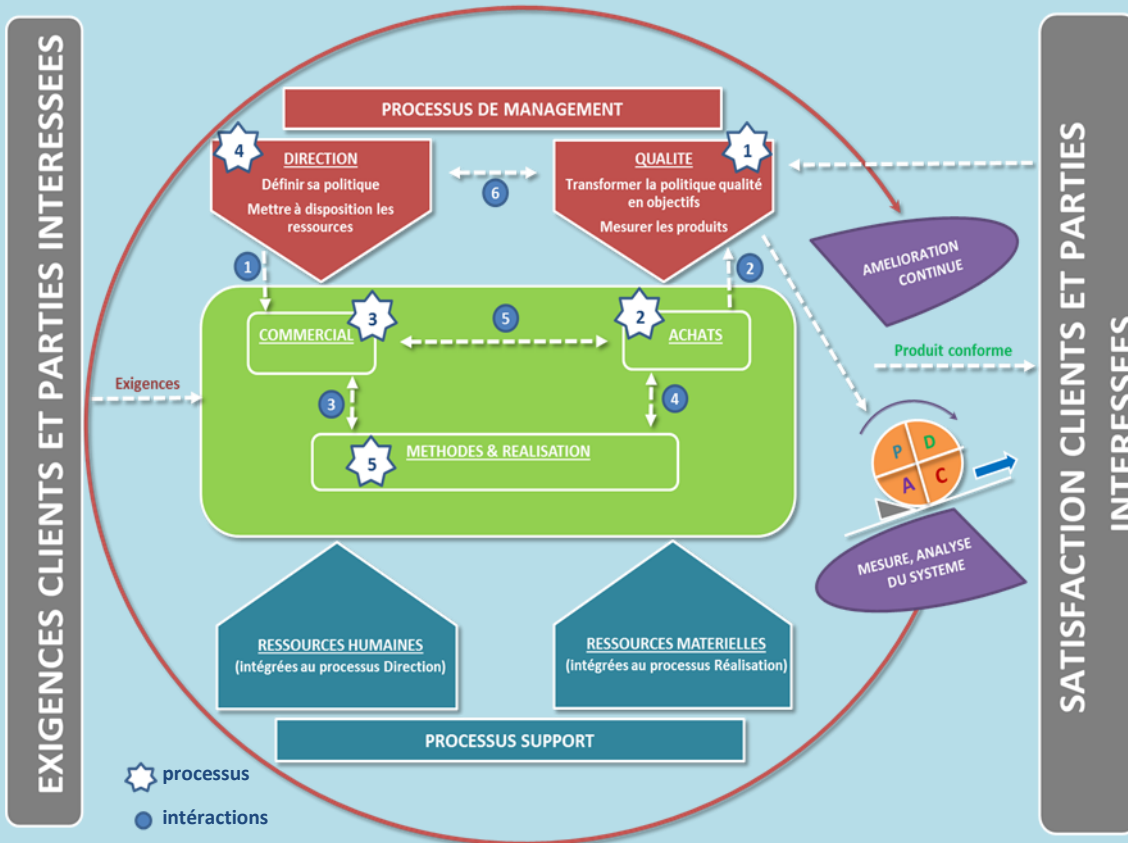 EXIGENCES CLIENTS ET PARTIES INTERESSEES
PROCESSUS DE MANAGEMENT
4
DIRECTION
Définir sa politique
Mettre à disposition les
ressources
6
1
QUALITE
Transformer la politique qualité
en objectifs
Mesurer les produits
1
2
AMELIORATION
CONTINUE
COMMERCIAL
3
5
2
ACHATS
Exigences
Produit conforme
3
4
5
METHODES & REALISATION
P
D
A
C
MESURE, ANALYSE
DU SYSTEME
RESSOURCES HUMAINES
(intégrées au processus Direction)
RESSOURCES MATERIELLES
(intégrées au processus Réalisation)
PROCESSUS SUPPORT
processus
intéractions
SATISFACTION CLIENTS ET PARTIES
INTERESSEES